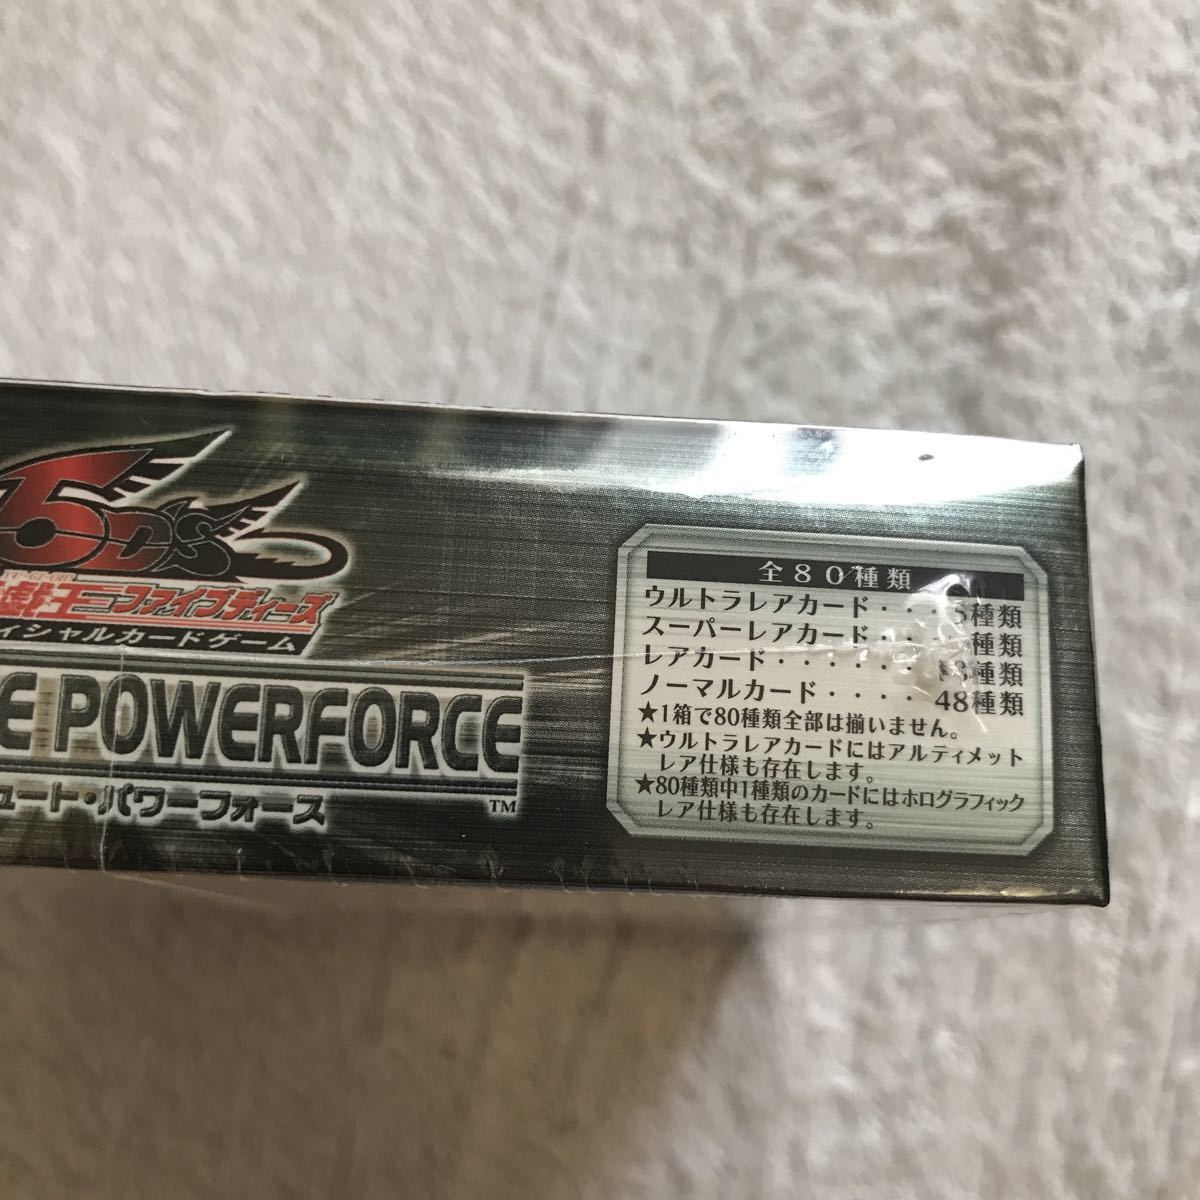 5D's
YU-GI-OH!
戯王ファイブディーズ
ィシャルカードゲーム
E POWERFORCE
ュート・パワーフォース
TM
全80種類
ウルトラレアカード・・・5種類
スーパーレアカード・・・種類
レアカード・・・・・・種類
ノーマルカード・・・・48種類
★1箱で80種類全部は揃いません。
★ウルトラレアカードにはアルティメット
レア仕様も存在します。
★80種類中1種類のカードにはホログラフィック
レア仕様も存在します。